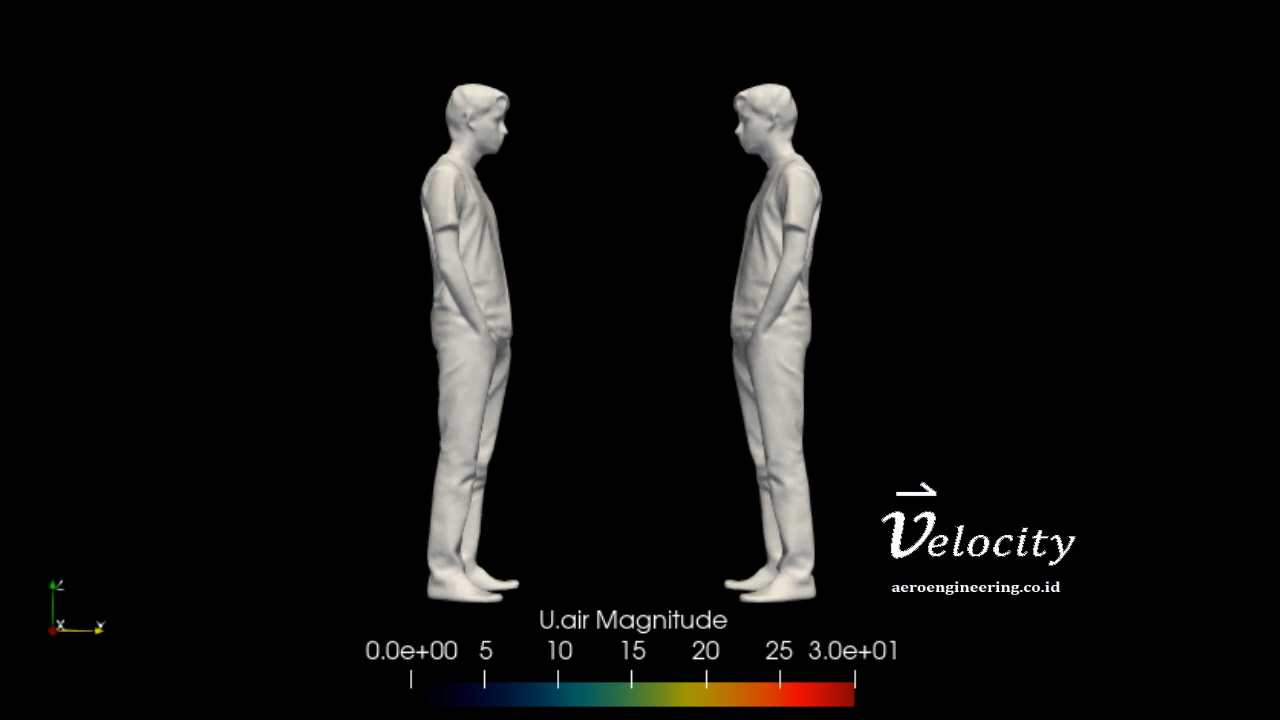 Velocity
aeroengineering.co.id
U.air Magnitude
0.0e+00 5 10 15 20 25 3.0e+01
Z
X Y